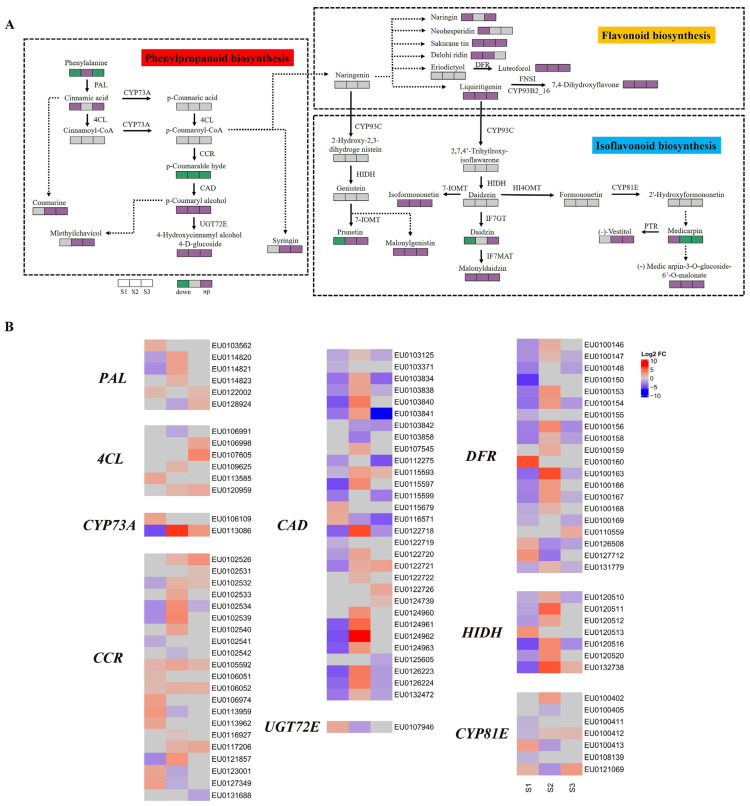 A
Phenylpropanoid biosynthesis
Phenylalanine
PAL
Cinnamic acid
CYP73A
p-Coumaric acid
4CL
4CL
Cinnamoyl-CoA
CYP73A
p-Coumaroyl-CoA
CCR
p-Coumaralde hyde
CAD
Coumarine
p-Coumaryl alcohol
UGT72E
Mlethyilchavicol
4-Hydroxycinnamyl alcohol
4-D-glucoside
Syringin
S1 S2 S3
down up
Flavonoid biosynthesis
Naringin
Neohesperidin
Sakurane tin
Delohi ridin
Eriodictyol
DFR
Luteoforol
Naringenin
Liquiritigenin
FNSI
CYP93B2_16
7,4-Dihydroxyflavone
Isoflavonoid biosynthesis
CYP93C
CYP93C
2-Hydroxy-2,3-
dihydroge nistein
2,7,4'-Trihytlroxy-
isoflawarone
HIDH
HIDH
Genistein
Isoformononetin
7-IOMT
Daidzein
HI4OMT
Formononetin
CYP81E
2'-Hydroxyformononetin
7-IOMT
IF7GT
Prunetin
Malonylgenistin
Daidzin
(-)-Vestitol
PTR
Medicarpin
IF7MAT
Malonyldaidzin
(-) Medic arpin-3-O-glucoside-
6'-O-malonate
B
PAL
EU0103562
EU0114820
EU0114821
EU0114823
EU0122002
EU0128924
4CL
EU0106991
EU0106998
EU0107605
EU0109625
EU0113585
EU0120959
CYP73A
EU0106109
EU0113086
CCR
EU0102526
EU0102531
EU0102532
EU0102533
EU0102534
EU0102539
EU0102540
EU0102541
EU0102542
EU0105592
EU0106051
EU0106052
EU0106974
EU0113959
EU0113962
EU0116927
EU0117206
EU0121857
EU0123001
EU0127349
EU0131688
CAD
EU0103125
EU0103371
EU0103834
EU0103838
EU0103840
EU0103841
EU0103842
EU0103858
EU0107545
EU0112275
EU0115593
EU0115597
EU0115599
EU0115679
EU0116571
EU0122718
EU0122719
EU0122720
EU0122721
EU0122722
EU0122726
EU0124739
EU0124960
EU0124961
EU0124962
EU0124963
EU0125605
EU0126223
EU0126224
EU0132472
UGT72E
EU0107946
DFR
EU0100146
EU0100147
EU0100148
EU0100150
EU0100153
EU0100154
EU0100155
EU0100156
EU0100158
EU0100159
EU0100160
EU0100163
EU0100166
EU0100167
EU0100168
EU0100169
EU0110559
EU0126508
EU0127712
EU0131779
HIDH
EU0120510
EU0120511
EU0120512
EU0120513
EU0120516
EU0120520
EU0132738
CYP81E
EU0100402
EU0100405
EU0100411
EU0100412
EU0100413
EU0108139
EU0121069
S1 S2 S3
Log2 FC
10
5
0
−5
−10